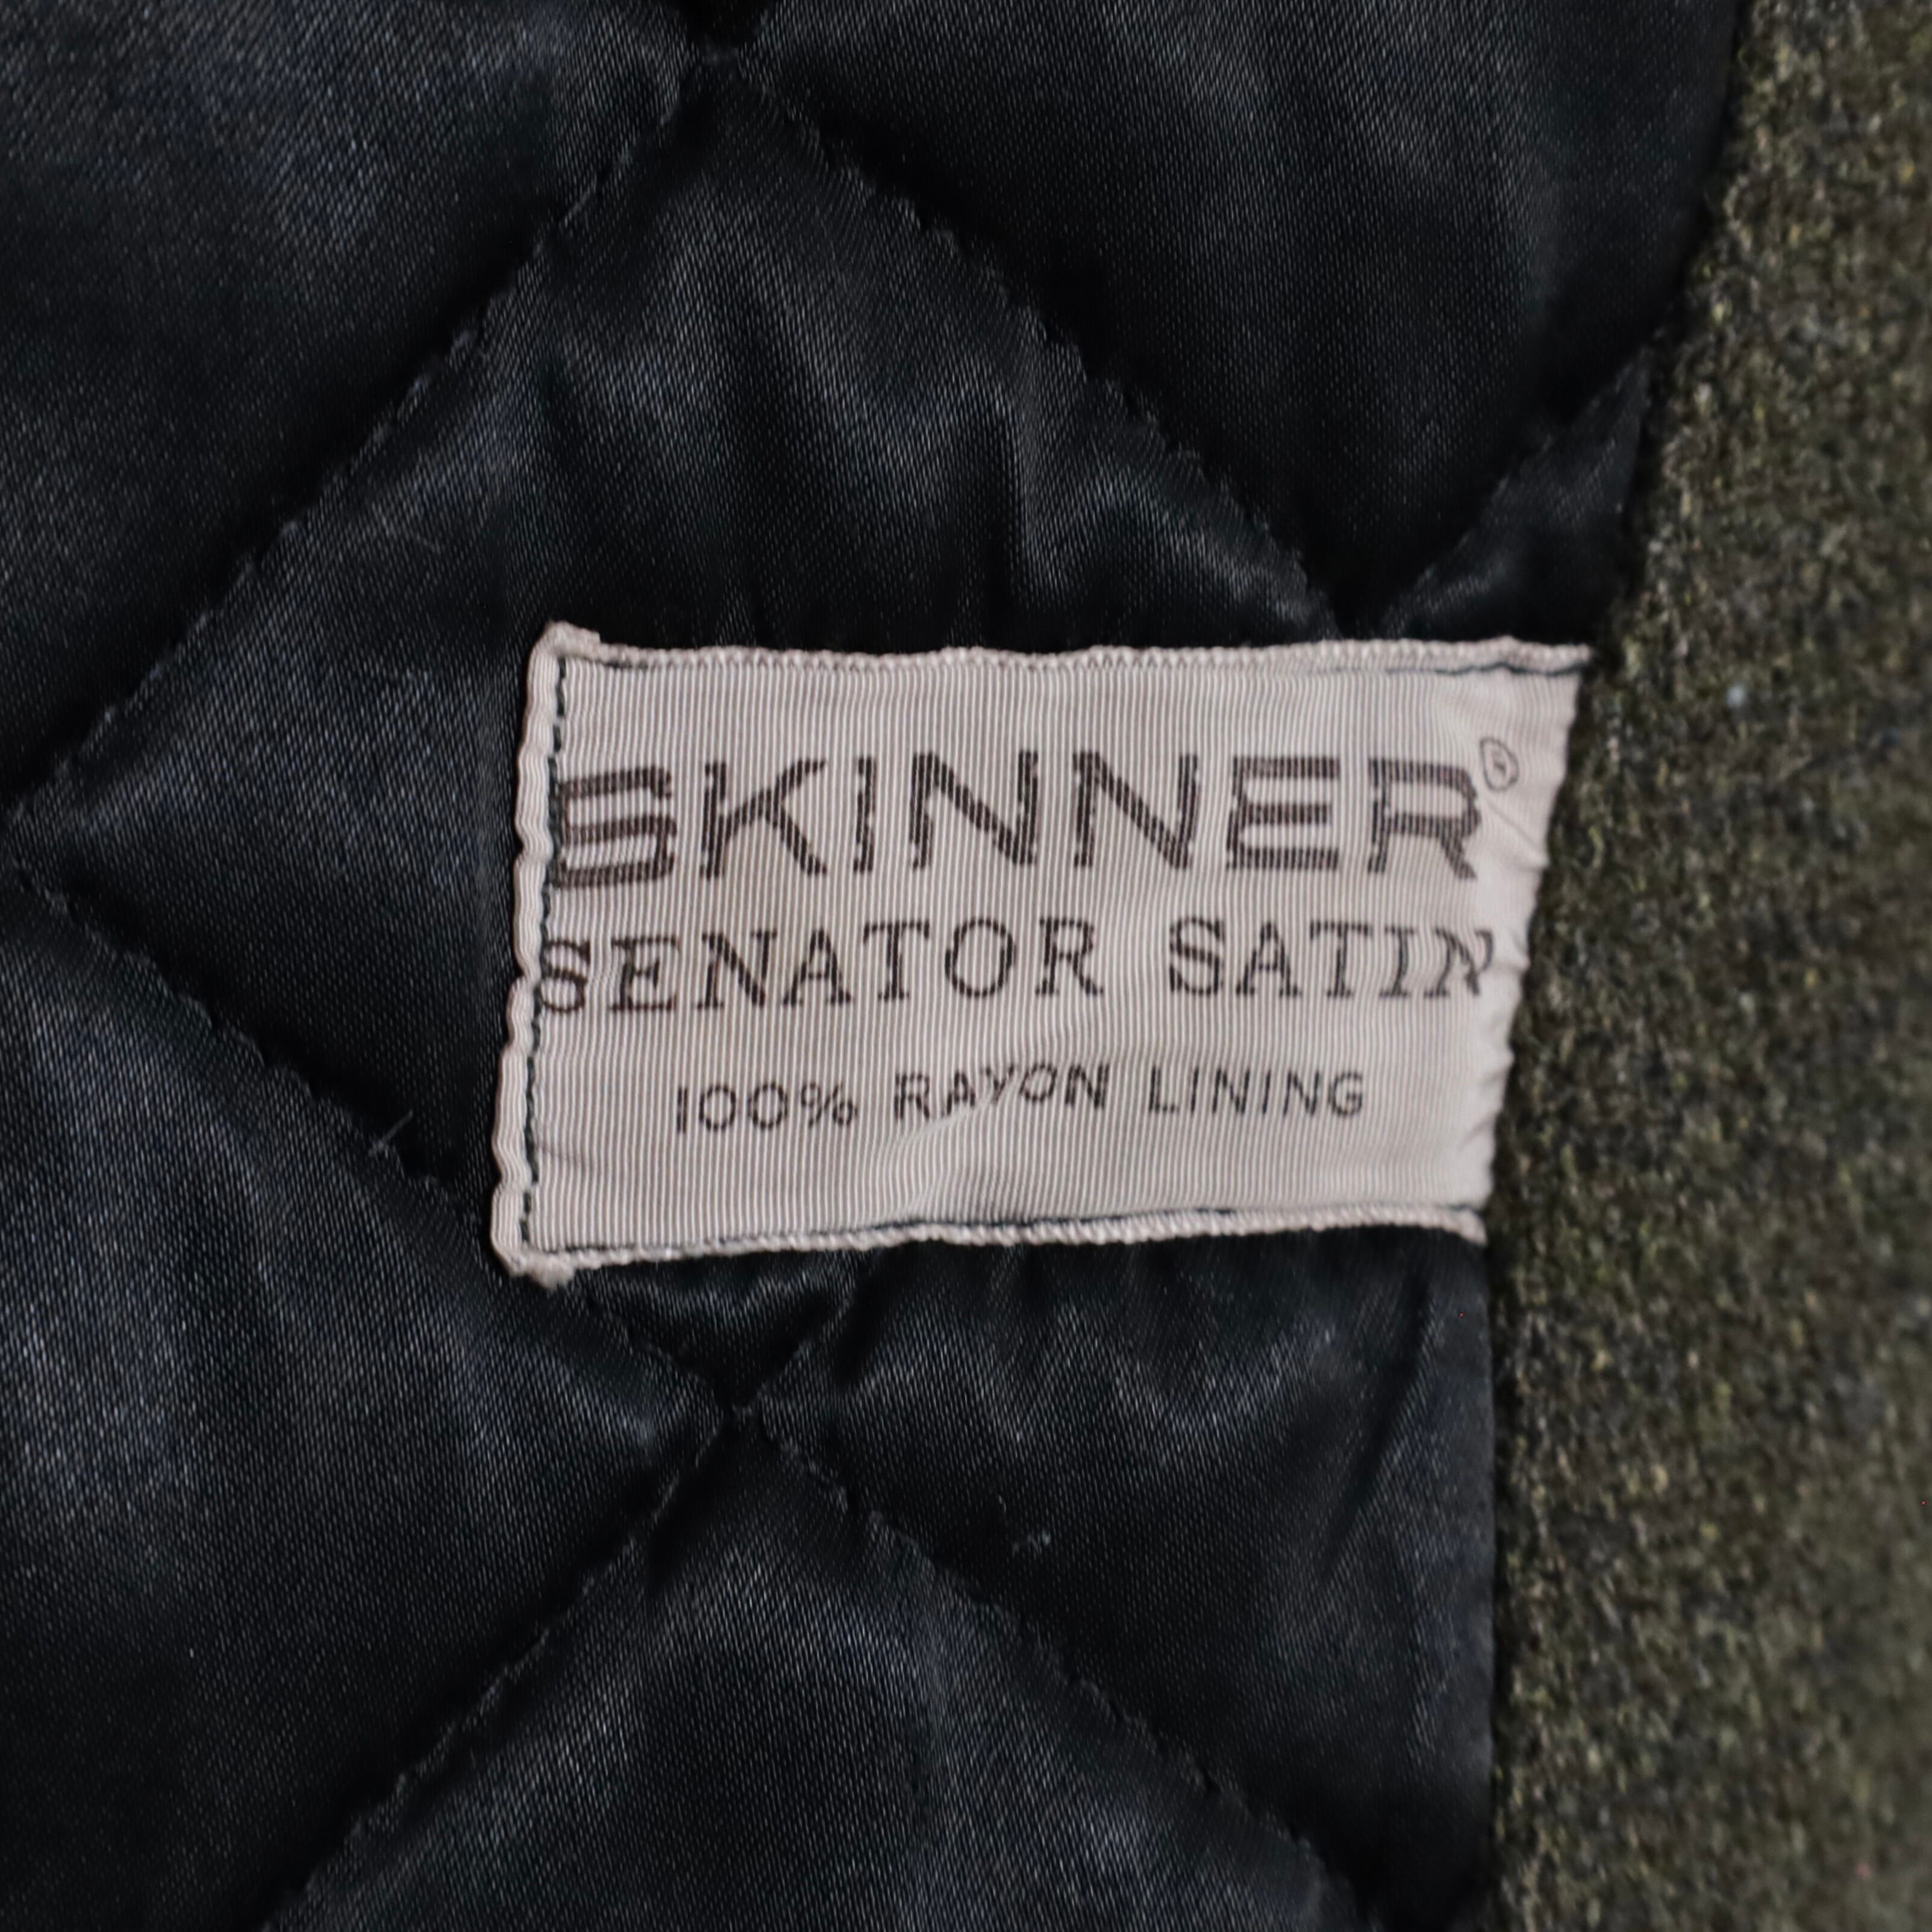 SKINNER®
SENATOR SATIN
100% RAYON LINING